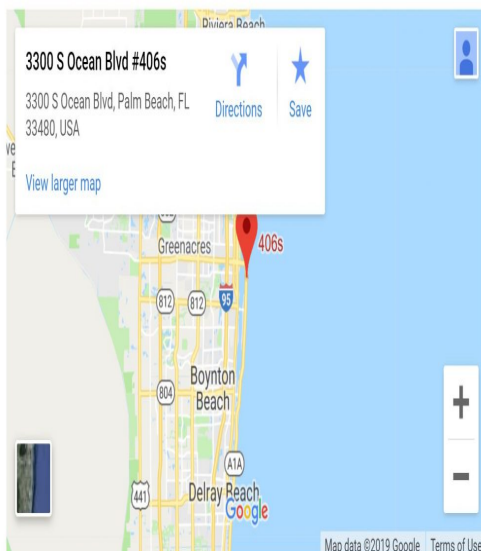 Riviera Beach
3300 S Ocean Blvd #406s
3300 S Ocean Blvd, Palm Beach, FL
33480, USA
Directions
Save
View larger map
Greenacres
406s
812
812
95
Boynton
Beach
804
A1A
441
Delray Beach
Google
Map data ©2019 Google
Terms of Use